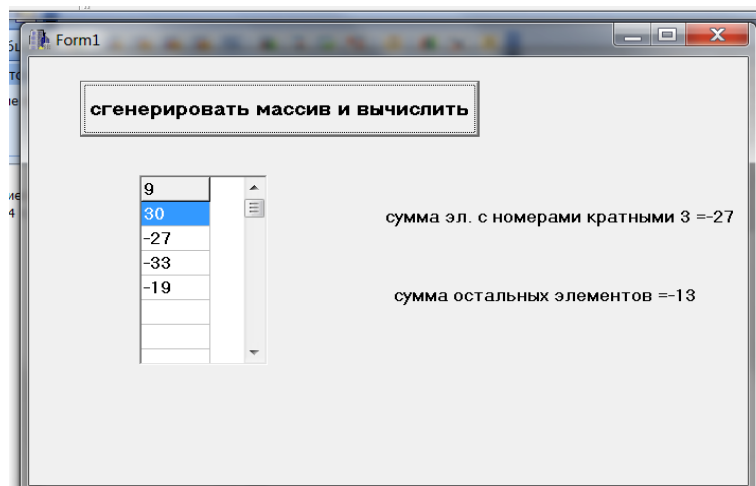 Form1
сгенерировать массив и вычислить
9
30
-27
-33
-19
сумма эл. с номерами кратными 3 =-27
сумма остальных элементов =-13
4